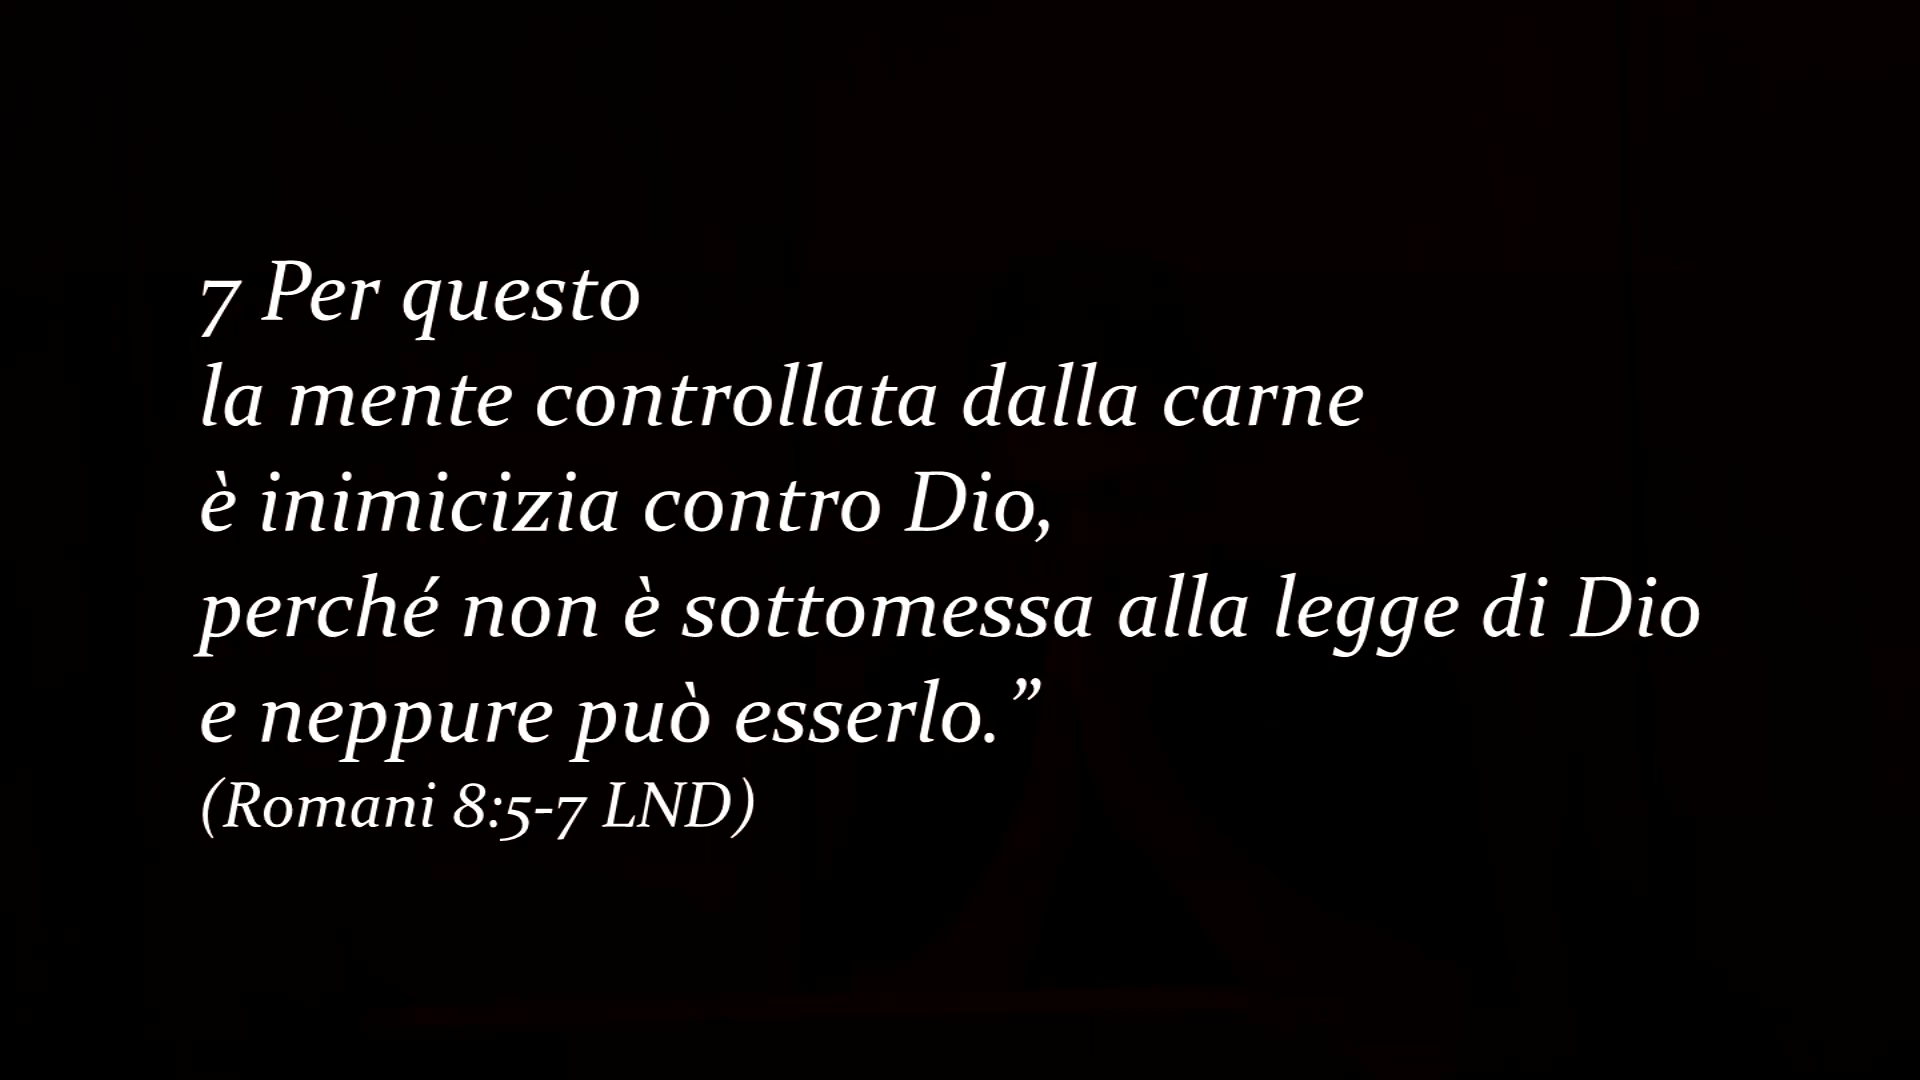 7 Per questo
la mente controllata dalla carne
è inimicizia contro Dio,
perché non è sottomessa alla legge di Dio
e neppure può esserlo.”
(Romani 8:5-7 LND)